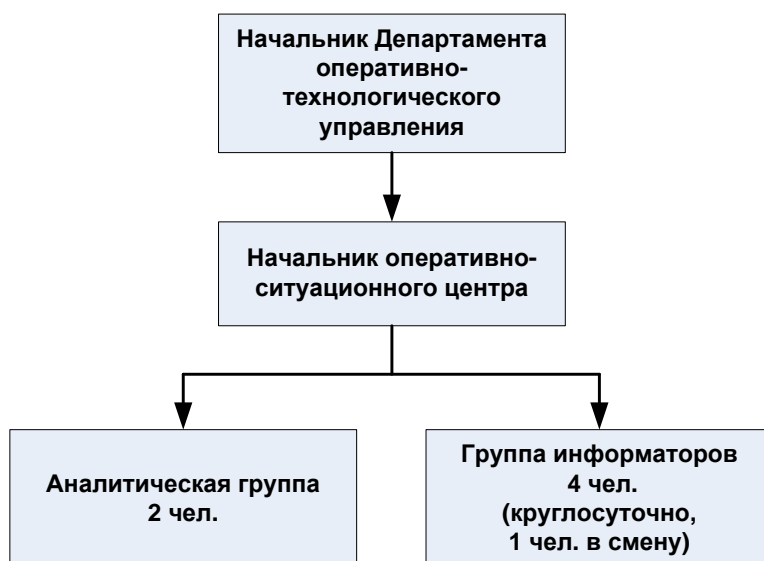 Начальник Департамента
оперативно-
технологического
управления
Начальник оперативно-
ситуационного центра
Аналитическая группа
2 чел.
Группа информаторов
4 чел.
(круглосуточно,
1 чел. в смену)